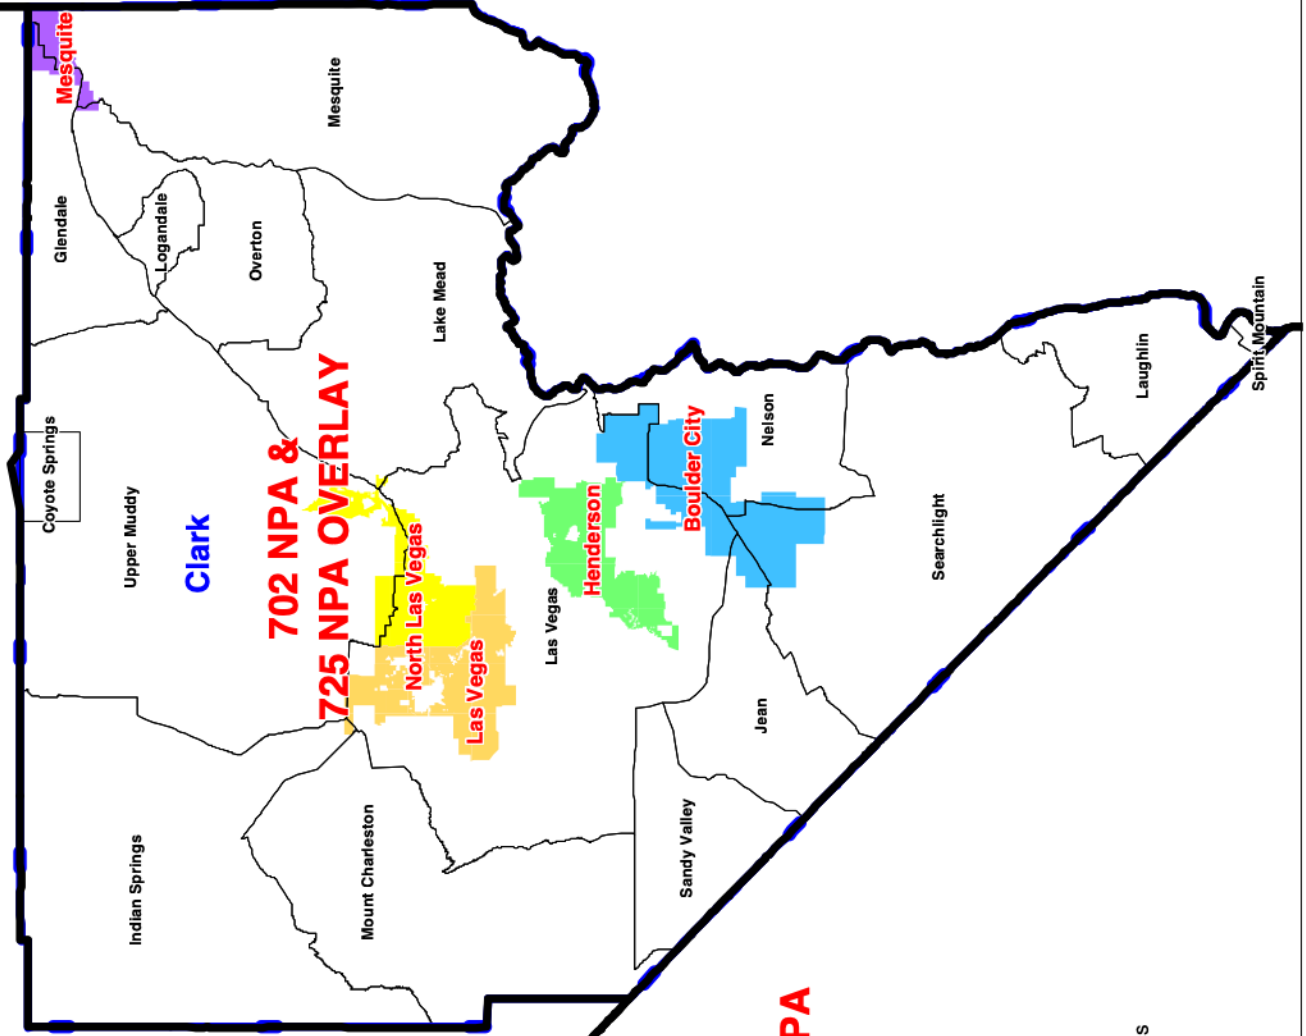 Mesquite
Mesquite
Glendale
Logandale
Overton
Lake Mead
Coyote Springs
Upper Muddy
Clark
702 NPA &
725 NPA OVERLAY
North Las Vegas
Las Vegas
Las Vegas
Henderson
Boulder City
Nelson
Searchlight
Laughlin
Spirit Mountain
Indian Springs
Mount Charleston
Sandy Valley
Jean
PA
s